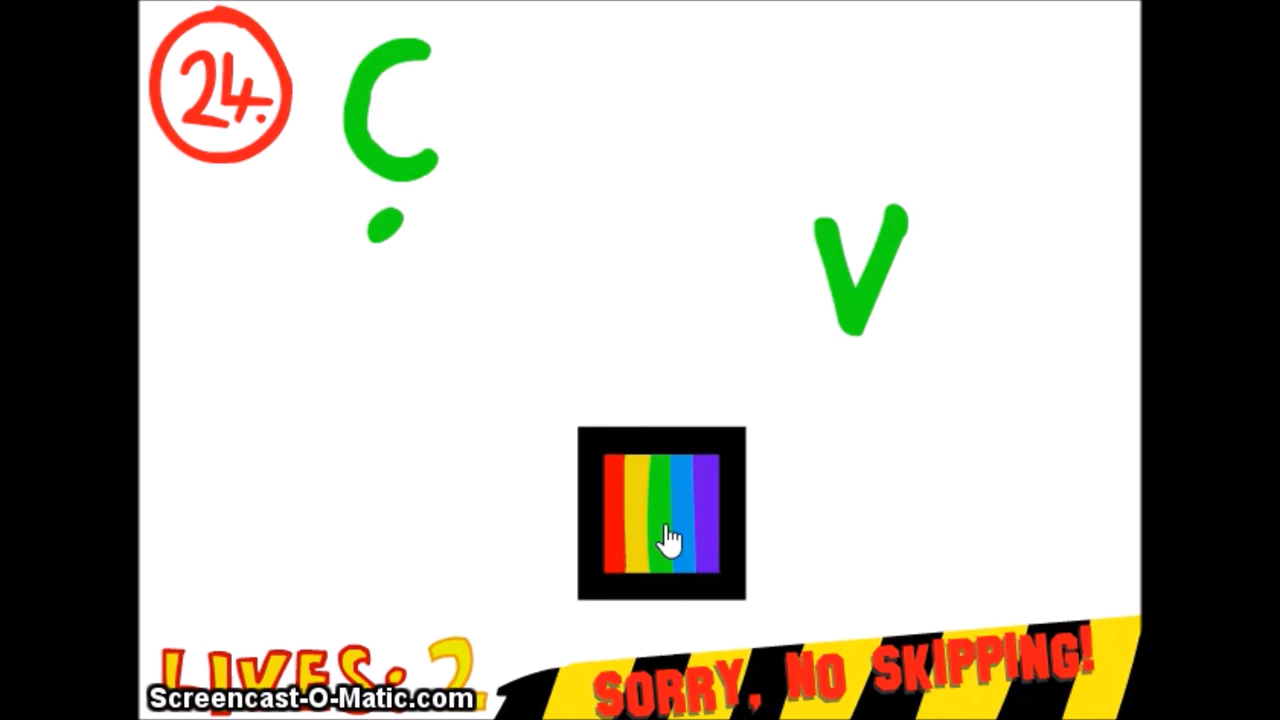 24.
Ç
V
LIVES: 2
SORRY, NO SKIPPING!
Screencast-O-Matic.com